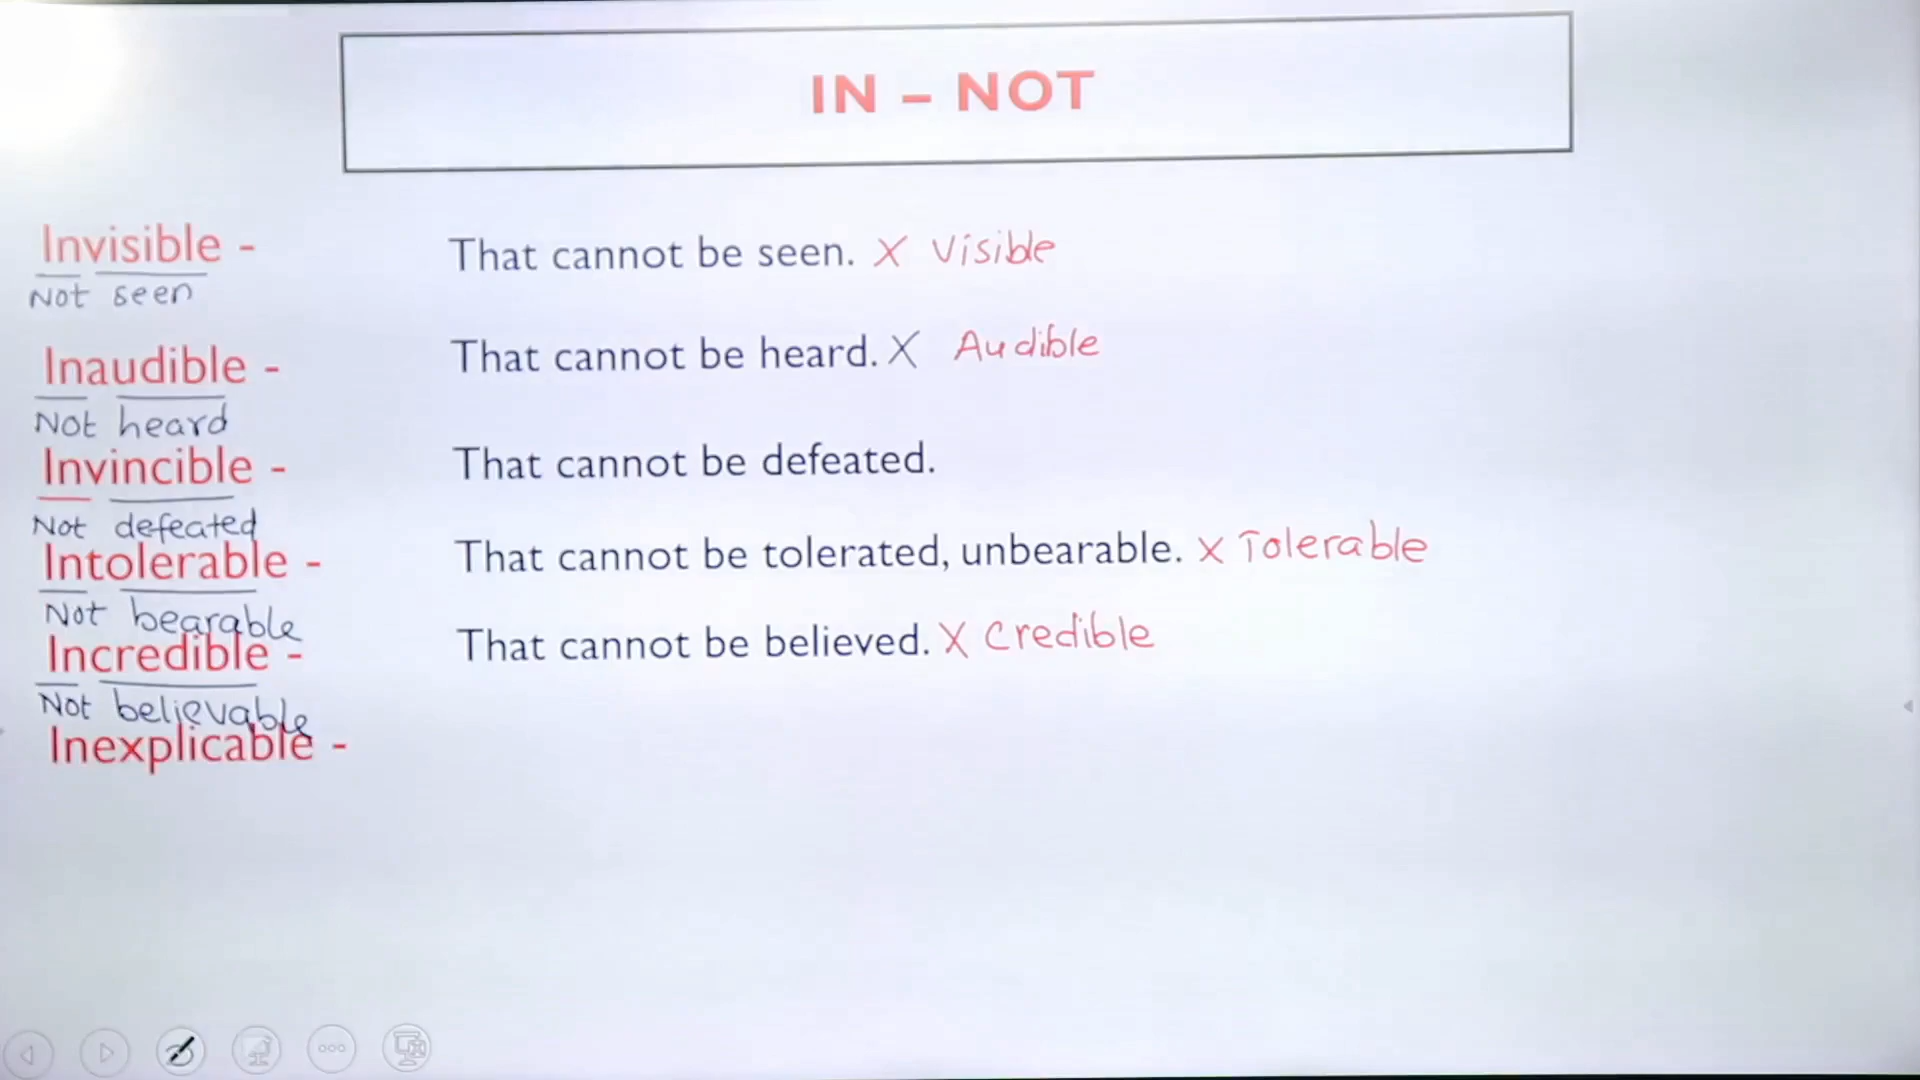 IN – NOT
Invisible - That cannot be seen. X Visible
Not seen
Inaudible - That cannot be heard. X Audible
Not heard
Invincible - That cannot be defeated.
Not defeated
Intolerable - That cannot be tolerated, unbearable. X Tolerable
Not bearable
Incredible - That cannot be believed. X Credible
Not believable
Inexplicable -